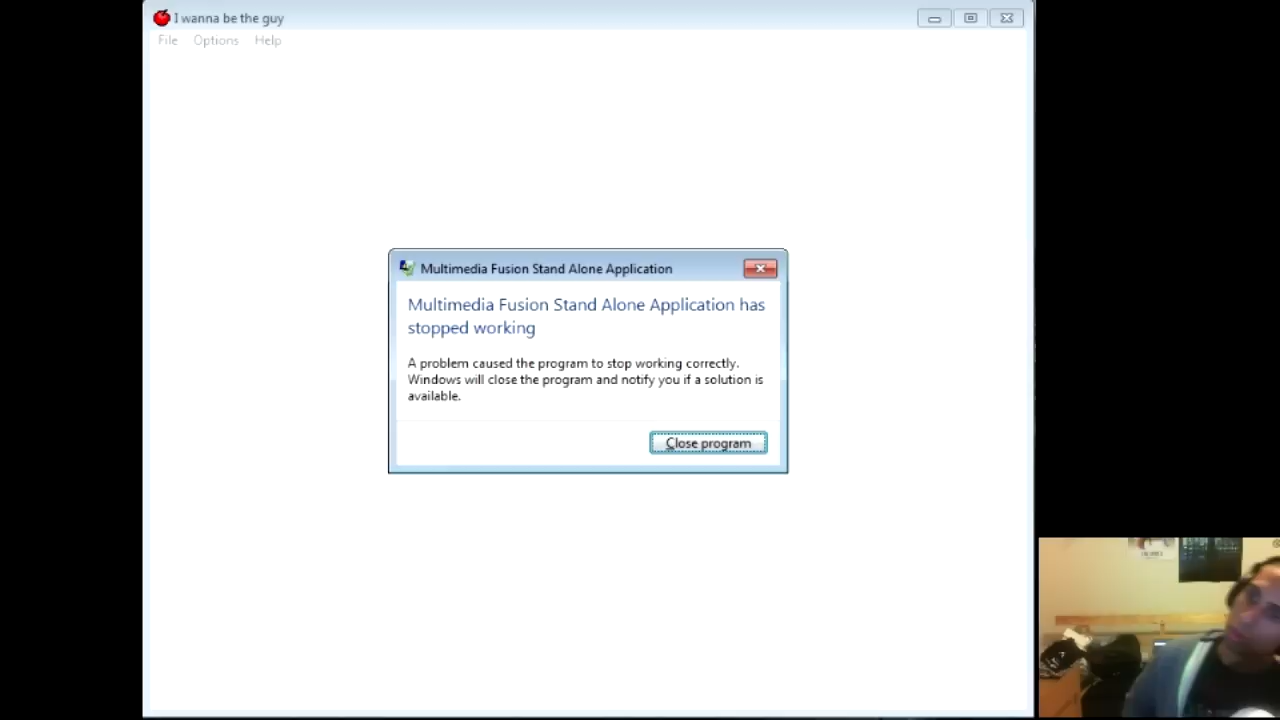 I wanna be the guy
File Options Help
Multimedia Fusion Stand Alone Application
Multimedia Fusion Stand Alone Application has
stopped working
A problem caused the program to stop working correctly.
Windows will close the program and notify you if a solution is
available.
Close program